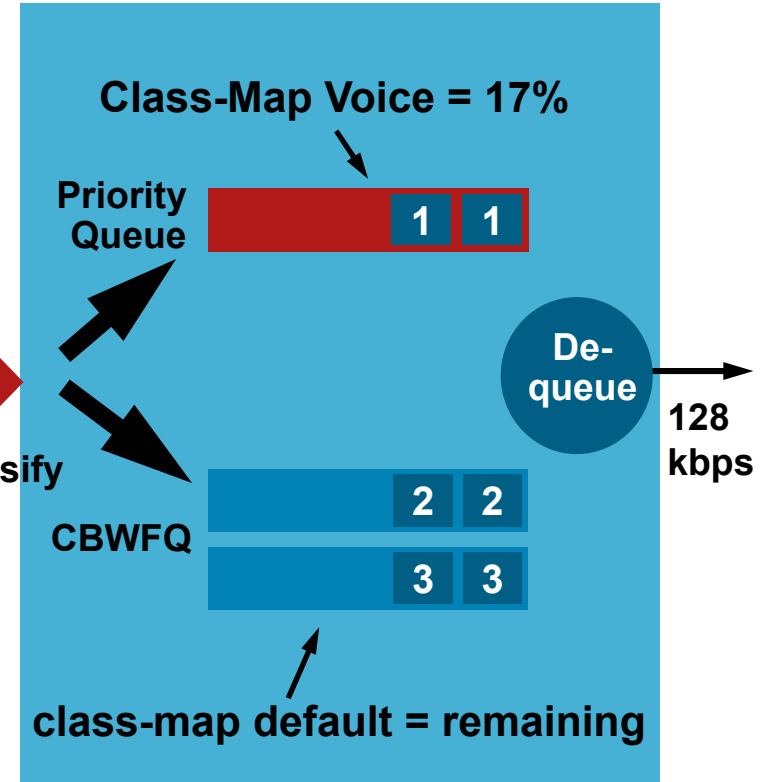 Class-Map Voice = 17%
Priority
Queue
1 1
De-
queue
128
kbps
sify
CBWFQ
2 2
3 3
class-map default = remaining